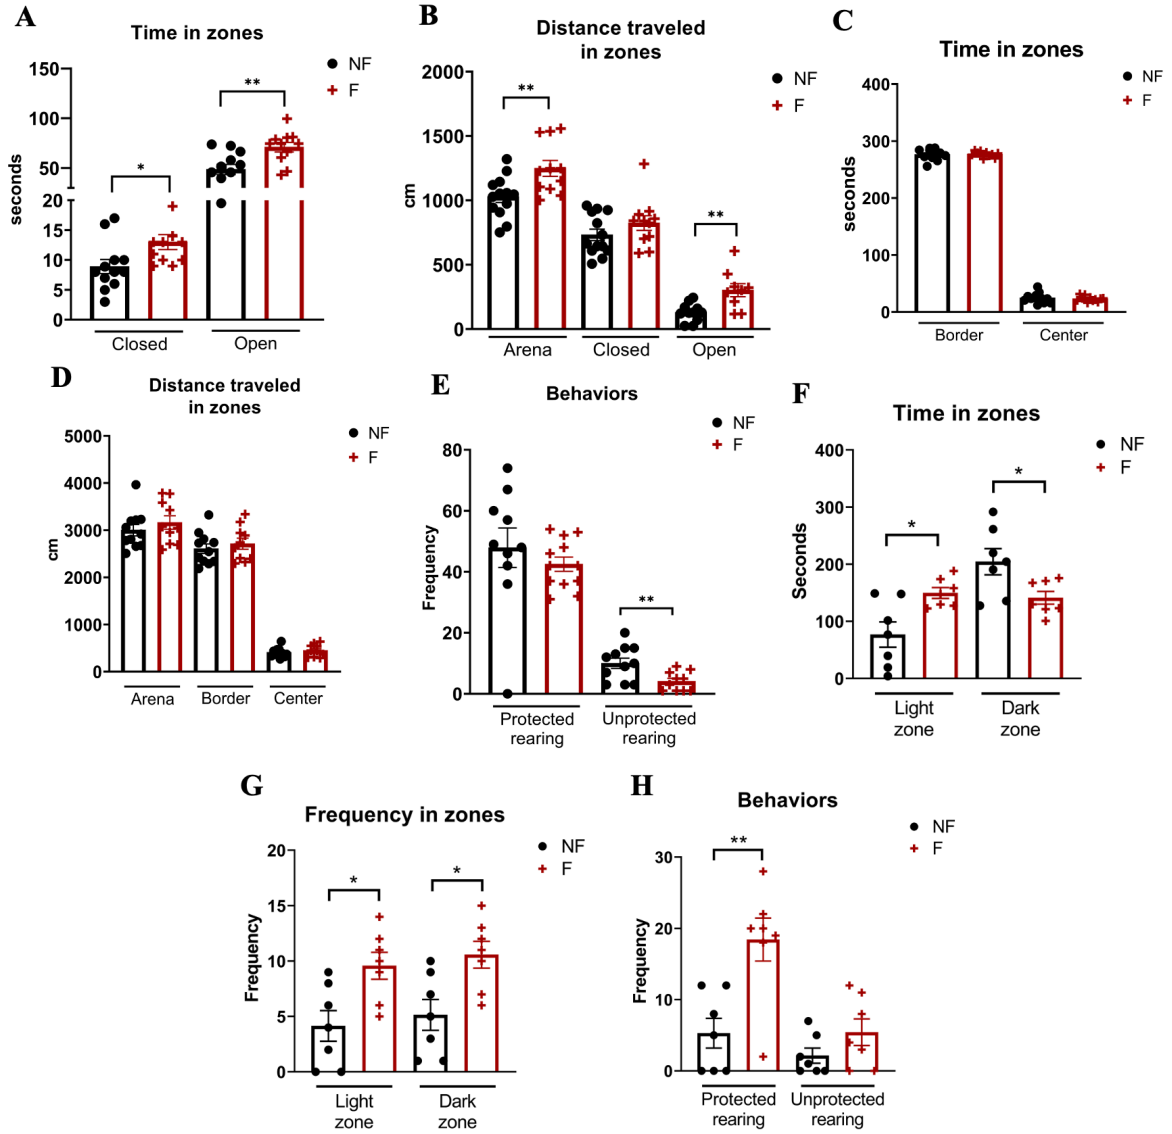 A
Time in zones
NF
F
150
100
50
20
15
10
5
0
seconds
*
**
Closed
Open
B
Distance traveled
in zones
NF
F
2000
1500
1000
500
0
cm
**
**
Arena
Closed
Open
C
Time in zones
NF
F
400
300
200
100
0
seconds
Border
Center
D
Distance traveled
in zones
NF
F
5000
4000
3000
2000
1000
0
cm
Arena
Border
Center
E
Behaviors
NF
F
80
60
40
20
0
Frequency
**
Protected
rearing
Unprotected
rearing
F
Time in zones
NF
F
400
300
200
100
0
Seconds
*
*
Light
zone
Dark
zone
G
Frequency in zones
NF
F
20
15
10
5
0
Frequency
*
*
Light
zone
Dark
zone
H
Behaviors
NF
F
30
20
10
0
Frequency
**
Protected
rearing
Unprotected
rearing